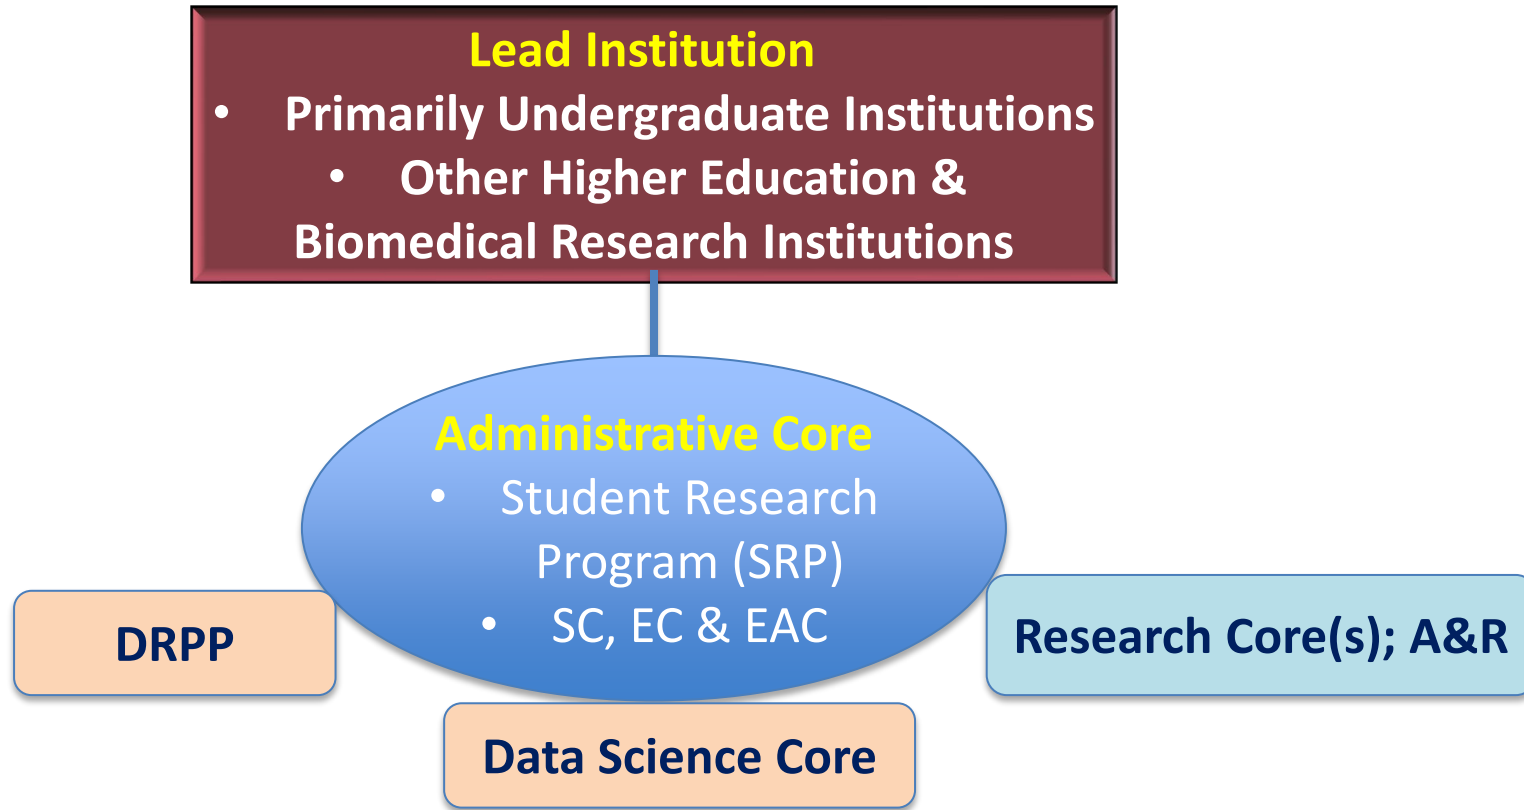 Lead Institution
• Primarily Undergraduate Institutions
• Other Higher Education &
Biomedical Research Institutions
Administrative Core
• Student Research
Program (SRP)
• SC, EC & EAC
DRPP
Research Core(s); A&R
Data Science Core